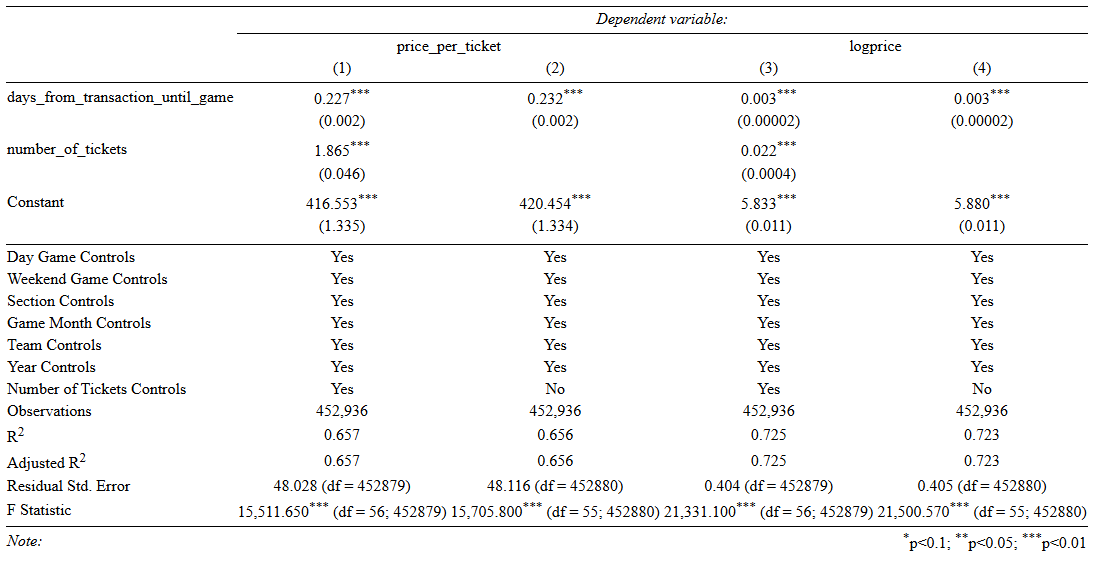 Dependent variable:
price_per_ticket logprice
(1) (2) (3) (4)
days_from_transaction_until_game 0.227*** 0.232*** 0.003*** 0.003***
(0.002) (0.002) (0.00002) (0.00002)
number_of_tickets 1.865*** 0.022***
(0.046) (0.0004)
Constant 416.553*** 420.454*** 5.833*** 5.880***
(1.335) (1.334) (0.011) (0.011)
Day Game Controls Yes Yes Yes Yes
Weekend Game Controls Yes Yes Yes Yes
Section Controls Yes Yes Yes Yes
Game Month Controls Yes Yes Yes Yes
Team Controls Yes Yes Yes Yes
Year Controls Yes Yes Yes Yes
Number of Tickets Controls Yes No Yes No
Observations 452,936 452,936 452,936 452,936
R2 0.657 0.656 0.725 0.723
Adjusted R2 0.657 0.656 0.725 0.723
Residual Std. Error 48.028 (df = 452879) 48.116 (df = 452880) 0.404 (df = 452879) 0.405 (df = 452880)
F Statistic 15,511.650*** (df = 56; 452879) 15,705.800*** (df = 55; 452880) 21,331.100*** (df = 56; 452879) 21,500.570*** (df = 55; 452880)
Note: *p<0.1; **p<0.05; ***p<0.01